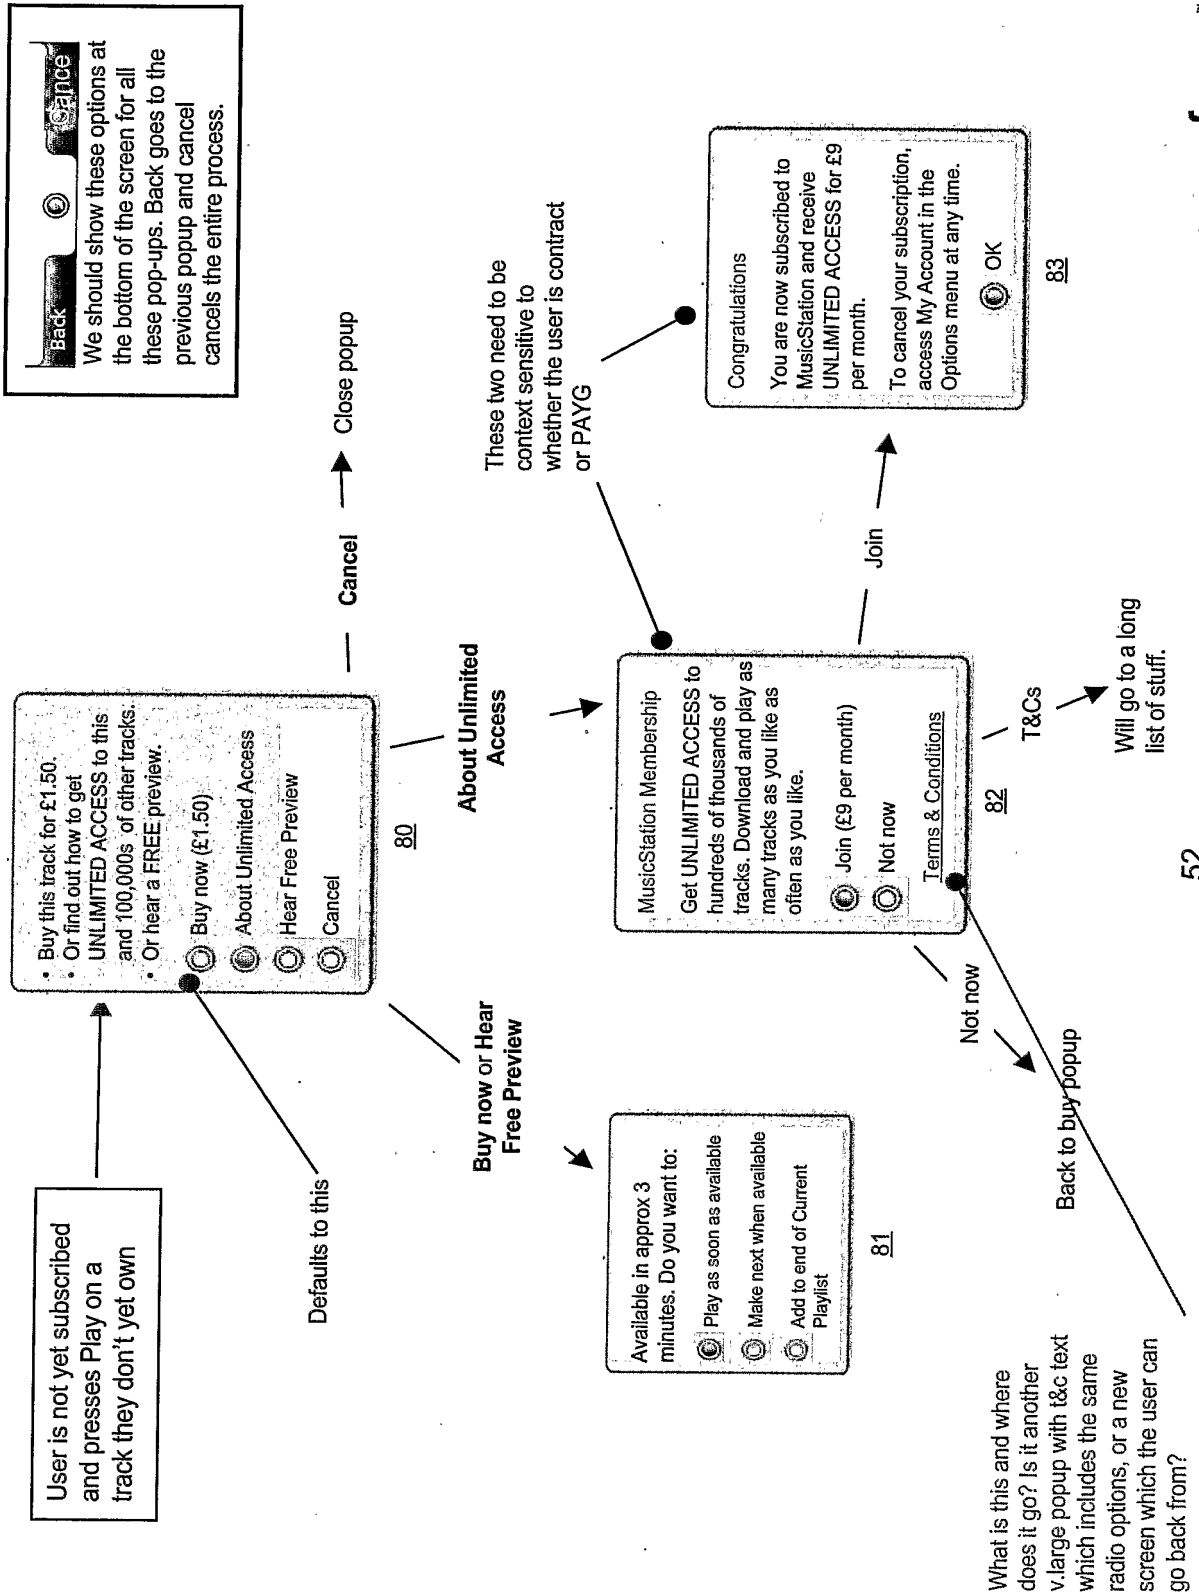 User is not yet subscribed
and presses Play on a
track they don't yet own
• Buy this track for £1.50.
• Or find out how to get
UNLIMITED ACCESS to this
and 100,000s of other tracks.
• Or hear a FREE preview.
Buy now (£1.50)
About Unlimited Access
Hear Free Preview
Cancel
80
Back
Cance
We should show these options at
the bottom of the screen for all
these pop-ups. Back goes to the
previous popup and cancel
cancels the entire process.
Defaults to this
Cancel
Close popup
Buy now or Hear
Free Preview
About Unlimited
Access
These two need to be
context sensitive to
whether the user is contract
or PAYG
Available in approx 3
minutes. Do you want to:
Play as soon as available
Make next when available
Add to end of Current
Playlist
81
MusicStation Membership
Get UNLIMITED ACCESS to
hundreds of thousands of
tracks. Download and play as
many tracks as you like as
often as you like.
Join (£9 per month)
Not now
Terms & Conditions
82
Join
Congratulations
You are now subscribed to
MusicStation and receive
UNLIMITED ACCESS for £9
per month.
To cancel your subscription,
access My Account in the
Options menu at any time.
OK
83
Not now
Back to buy popup
T&Cs
Will go to a long
list of stuff.
What is this and where
does it go? Is it another
v.large popup with t&c text
which includes the same
radio options, or a new
screen which the user can
go back from?
52